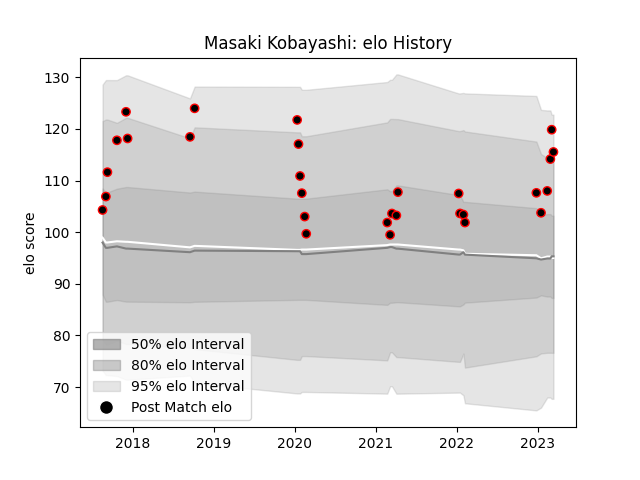 Masaki Kobayashi: elo History
elo score
130
120
110
100
90
80
70
50% elo Interval
80% elo Interval
95% elo Interval
Post Match elo
2018 2019 2020 2021 2022 2023